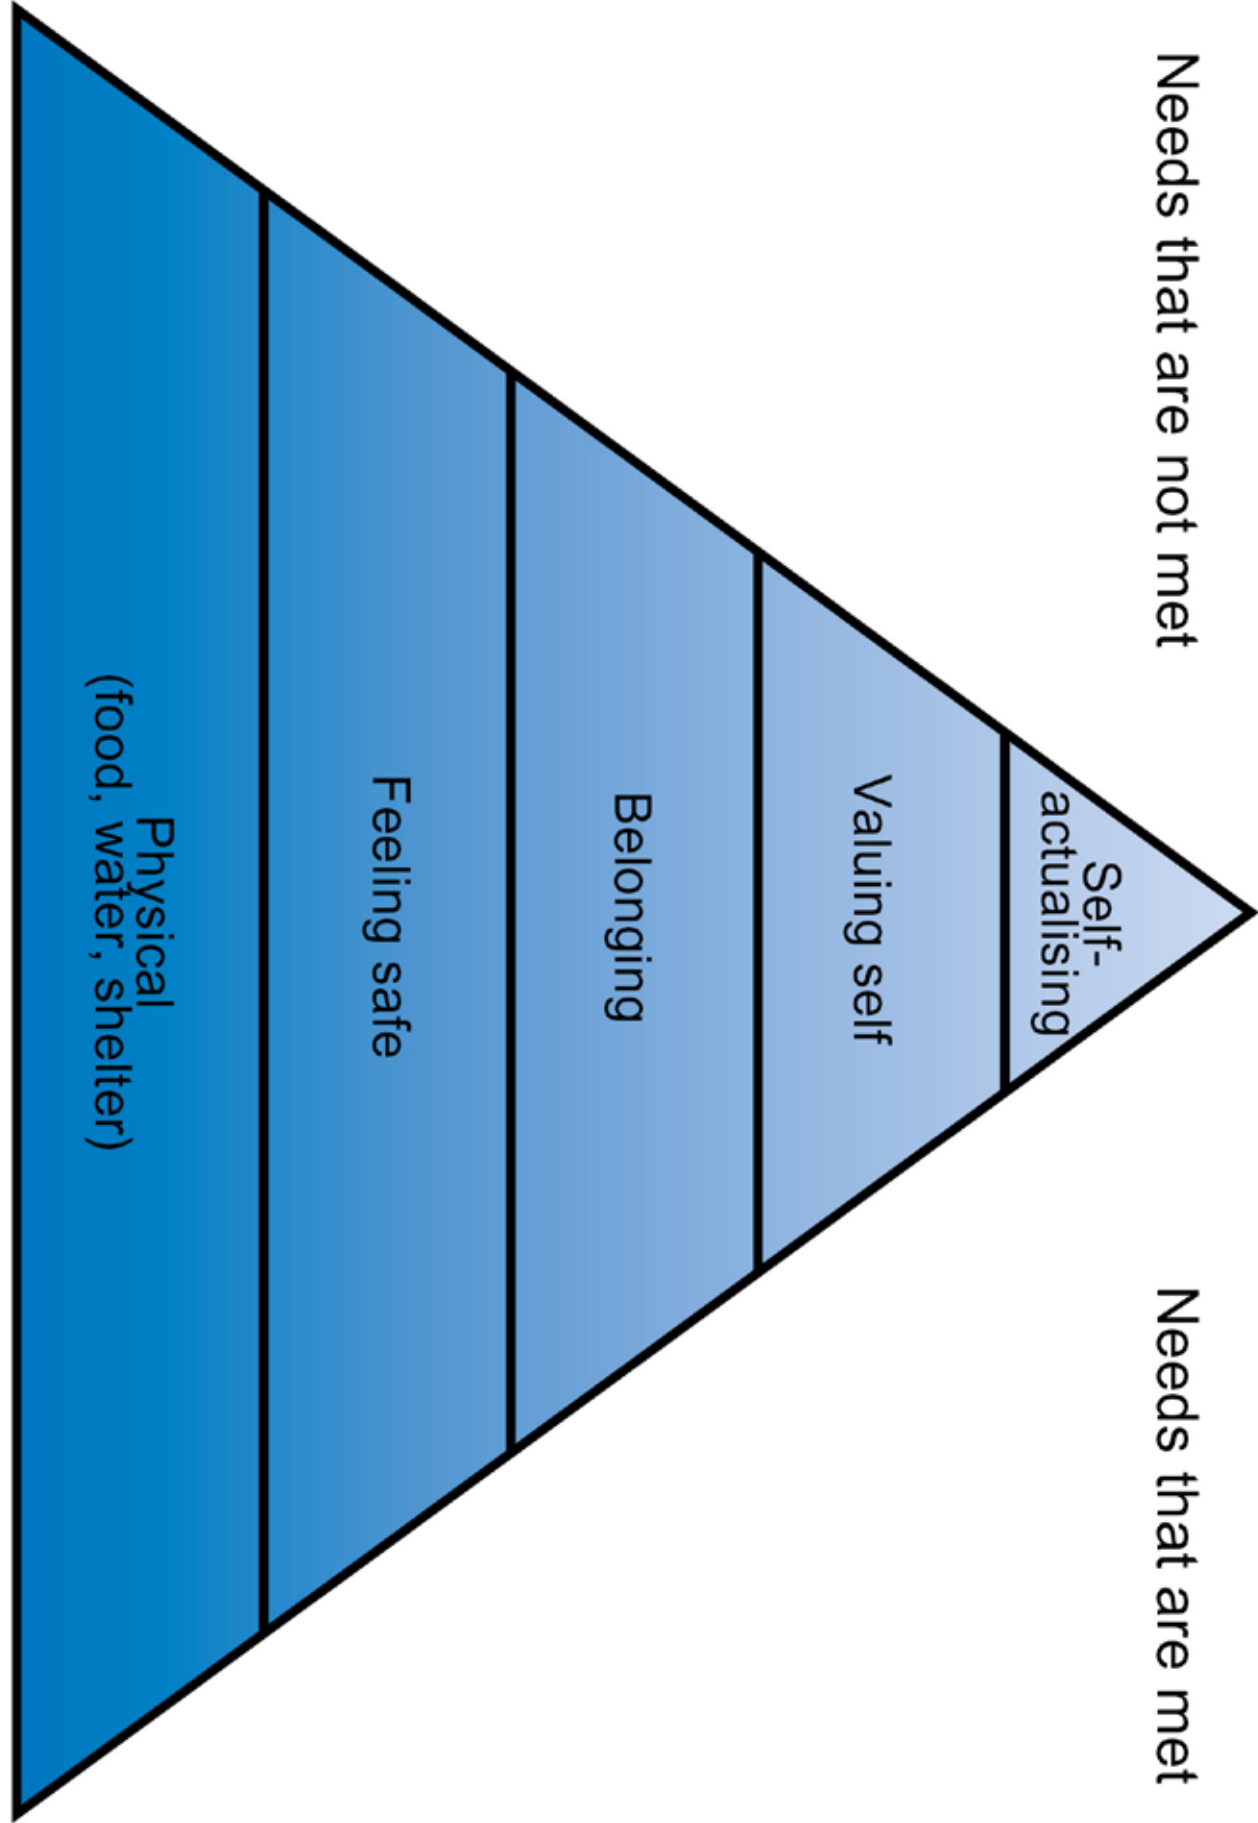 Needs that are not met
Needs that are met
Self-
actualising
Valuing self
Belonging
Feeling safe
Physical
(food, water, shelter)